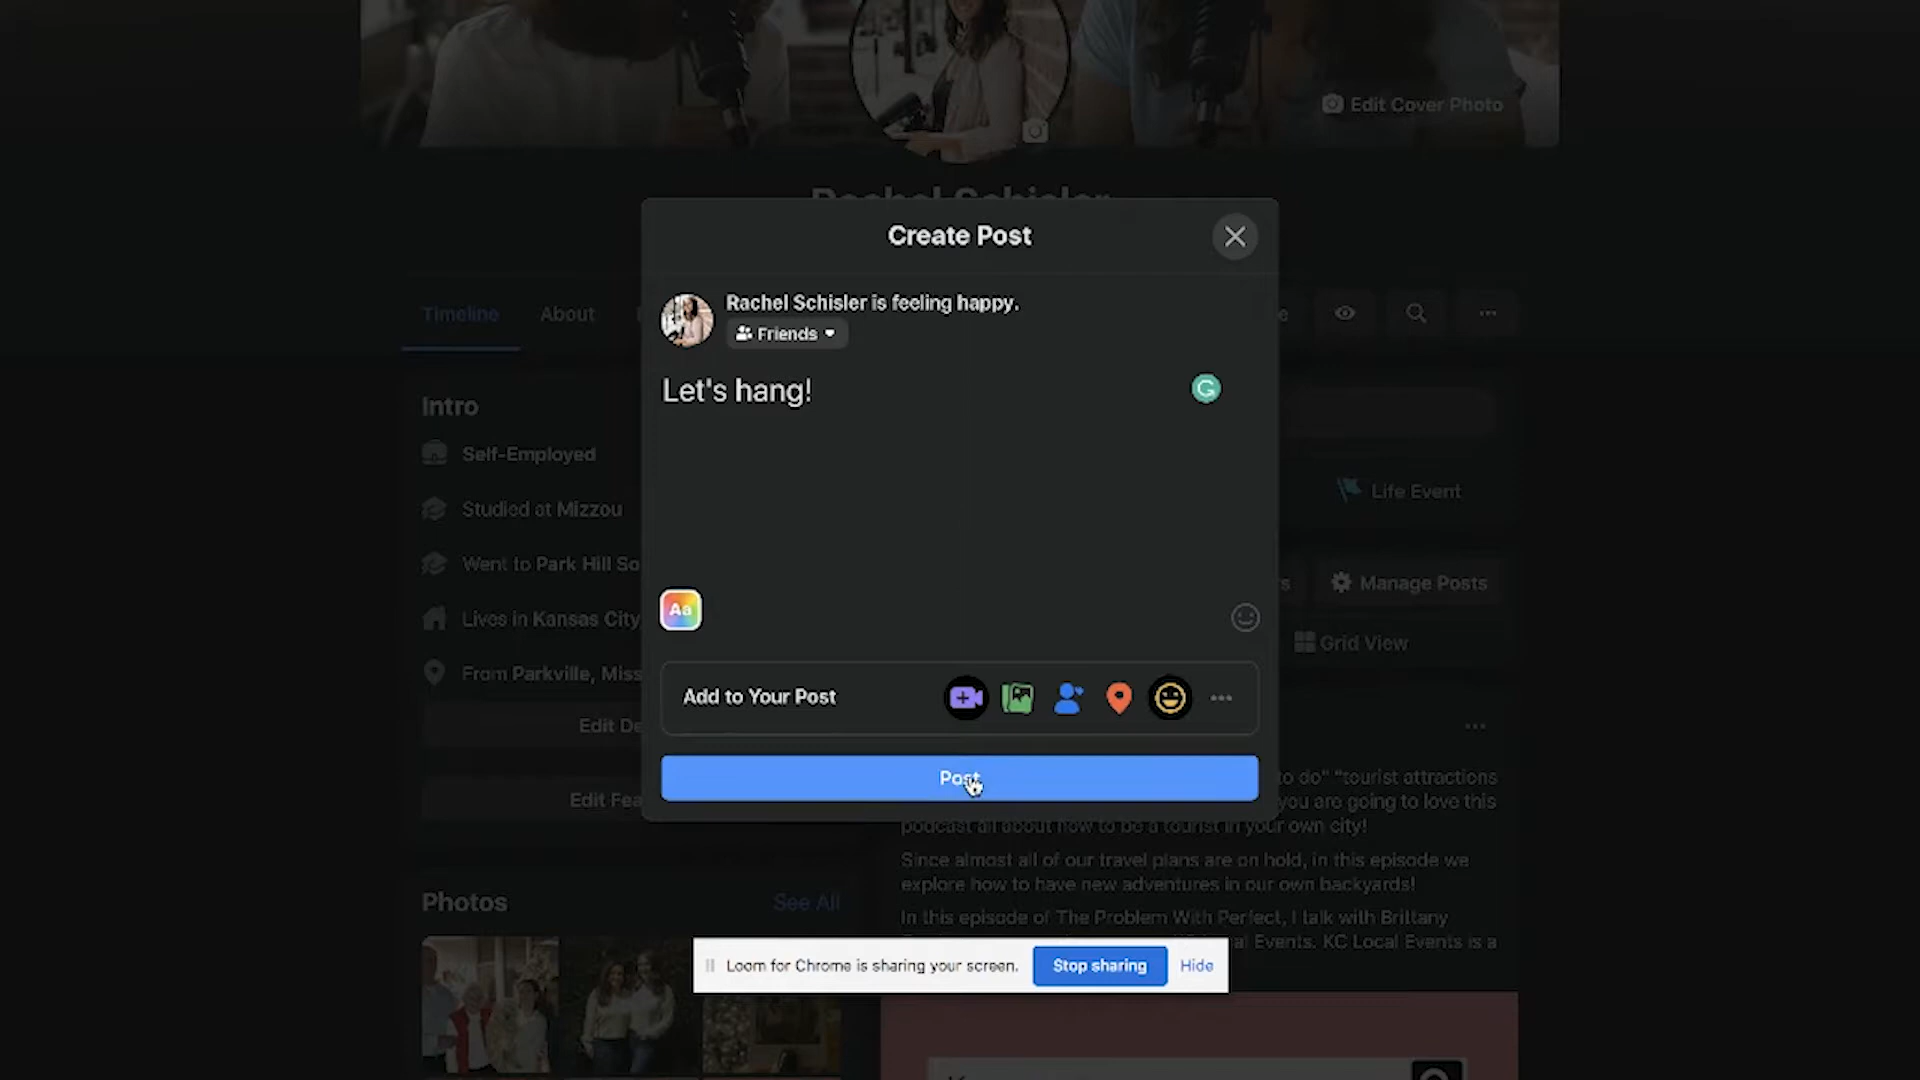 Edit Cover Photo
Rachel Schisler
Create Post
Rachel Schisler is feeling happy.
Friends
Timeline
About
Let's hang!
G
Intro
Self-Employed
Studied at Mizzou
Went to Park Hill So
Lives in Kansas City
From Parkville, Miss
Life Event
Manage Posts
Grid View
Aa
Add to Your Post
Post
Edit De
Edit Fea
to do" "tourist attractions
you are going to love this
podcast all about how to be a tourist in your own city!
Since almost all of our travel plans are on hold, in this episode we
explore how to have new adventures in our own backyards!
In this episode of The Problem With Perfect, I talk with Brittany
al Events. KC Local Events is a
Photos
See All
Loom for Chrome is sharing your screen.
Stop sharing
Hide